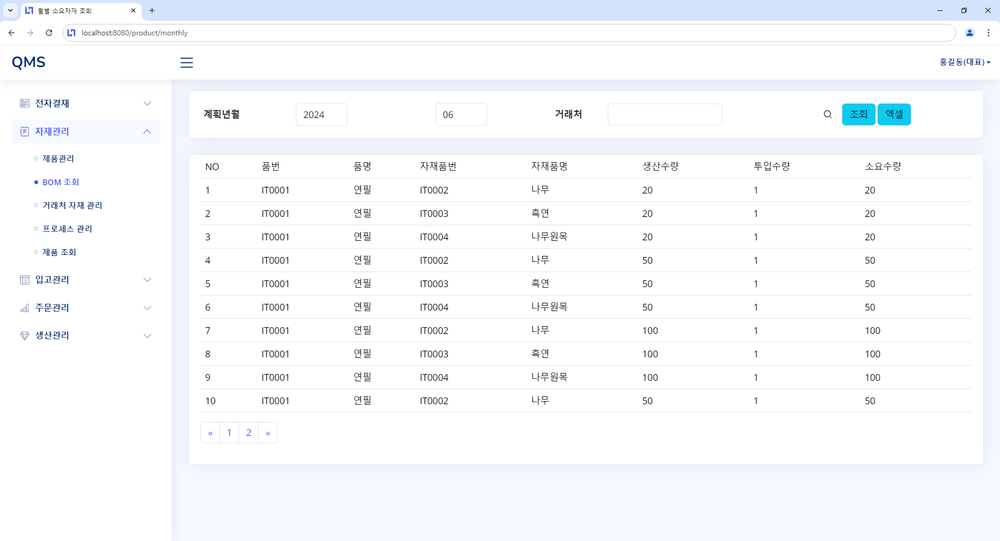 월별 소요자재 조회
localhost:8080/product/monthly
QMS
홍길동(대표)
전자결재
자재관리
제품관리
BOM 조회
거래처 자재 관리
프로세스 관리
제품 조회
입고관리
주문관리
생산관리
계획년월 2024 06 거래처 조회 엑셀
NO 품번 품명 자재품번 자재품명 생산수량 투입수량 소요수량
1 IT0001 연필 IT0002 나무 20 1 20
2 IT0001 연필 IT0003 흑연 20 1 20
3 IT0001 연필 IT0004 나무원목 20 1 20
4 IT0001 연필 IT0002 나무 50 1 50
5 IT0001 연필 IT0003 흑연 50 1 50
6 IT0001 연필 IT0004 나무원목 50 1 50
7 IT0001 연필 IT0002 나무 100 1 100
8 IT0001 연필 IT0003 흑연 100 1 100
9 IT0001 연필 IT0004 나무원목 100 1 100
10 IT0001 연필 IT0002 나무 50 1 50
« 1 2 »